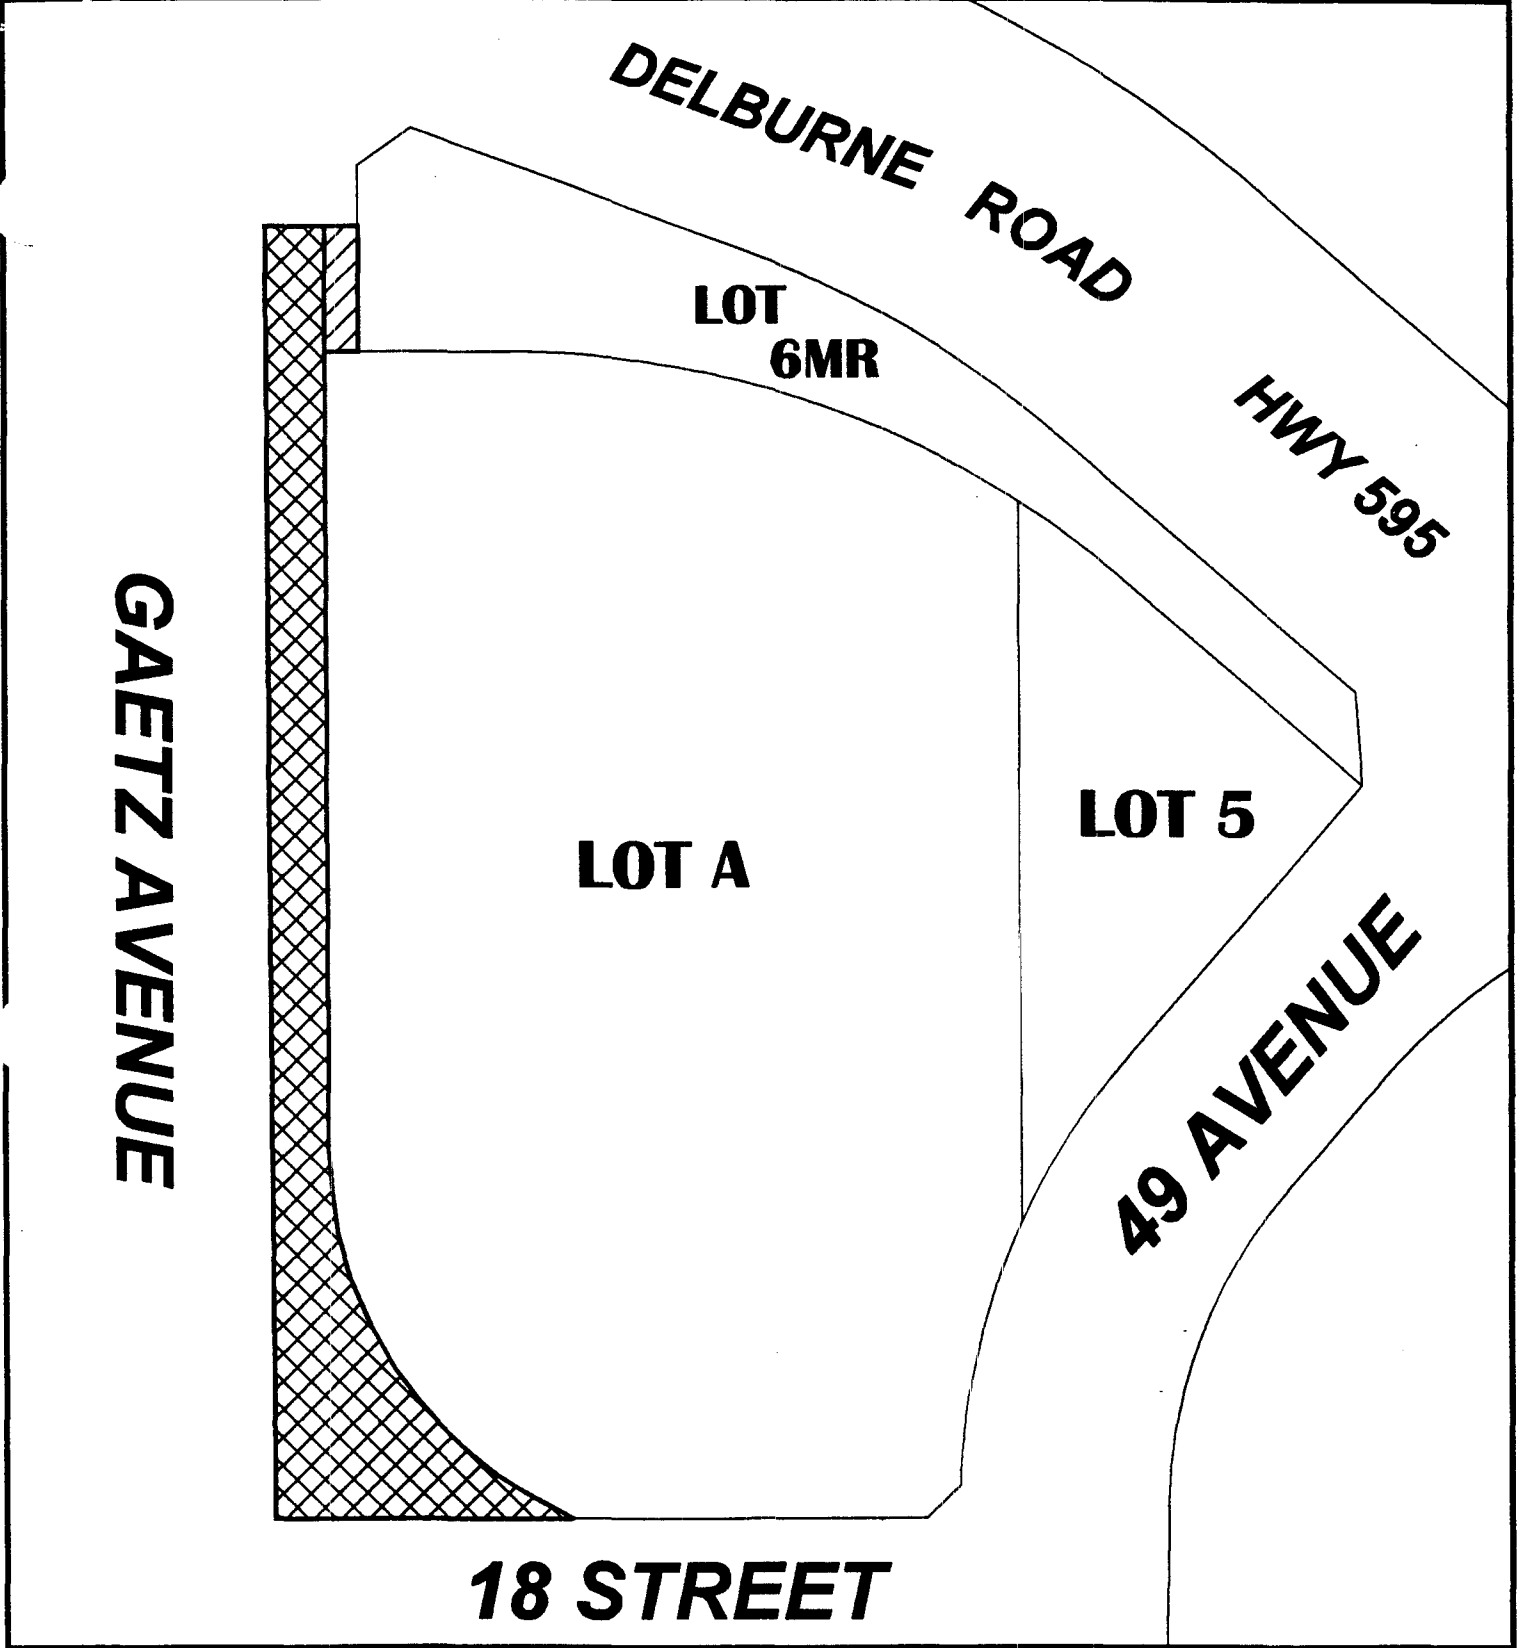 DELBURNE ROAD
HWY 595
LOT
6MR
GAETZ AVENUE
LOT A
LOT 5
49 AVENUE
18 STREET